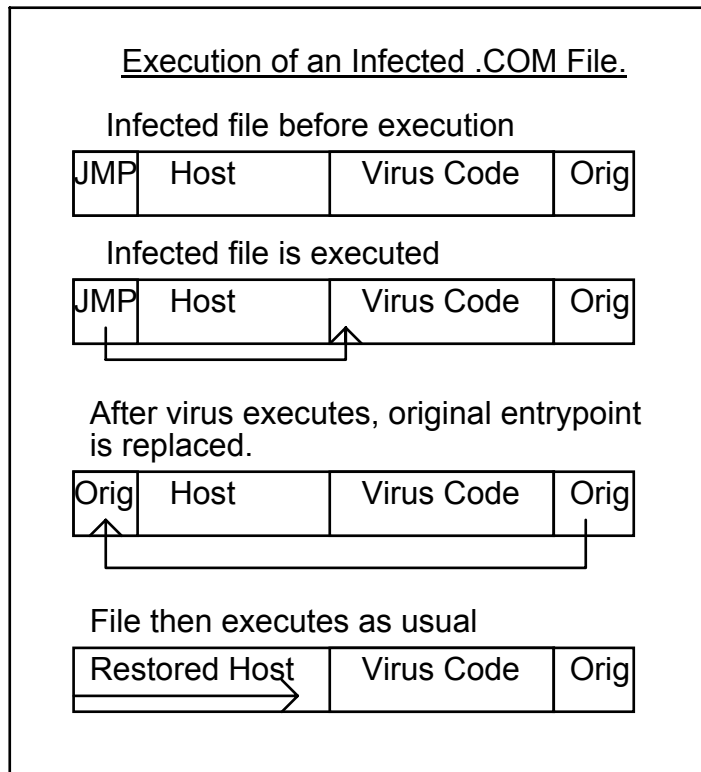 Execution of an Infected .COM File.
Infected file before execution
JMP Host Virus Code Orig
Infected file is executed
JMP Host Virus Code Orig
After virus executes, original entrypoint
is replaced.
Orig Host Virus Code Orig
File then executes as usual
Restored Host Virus Code Orig